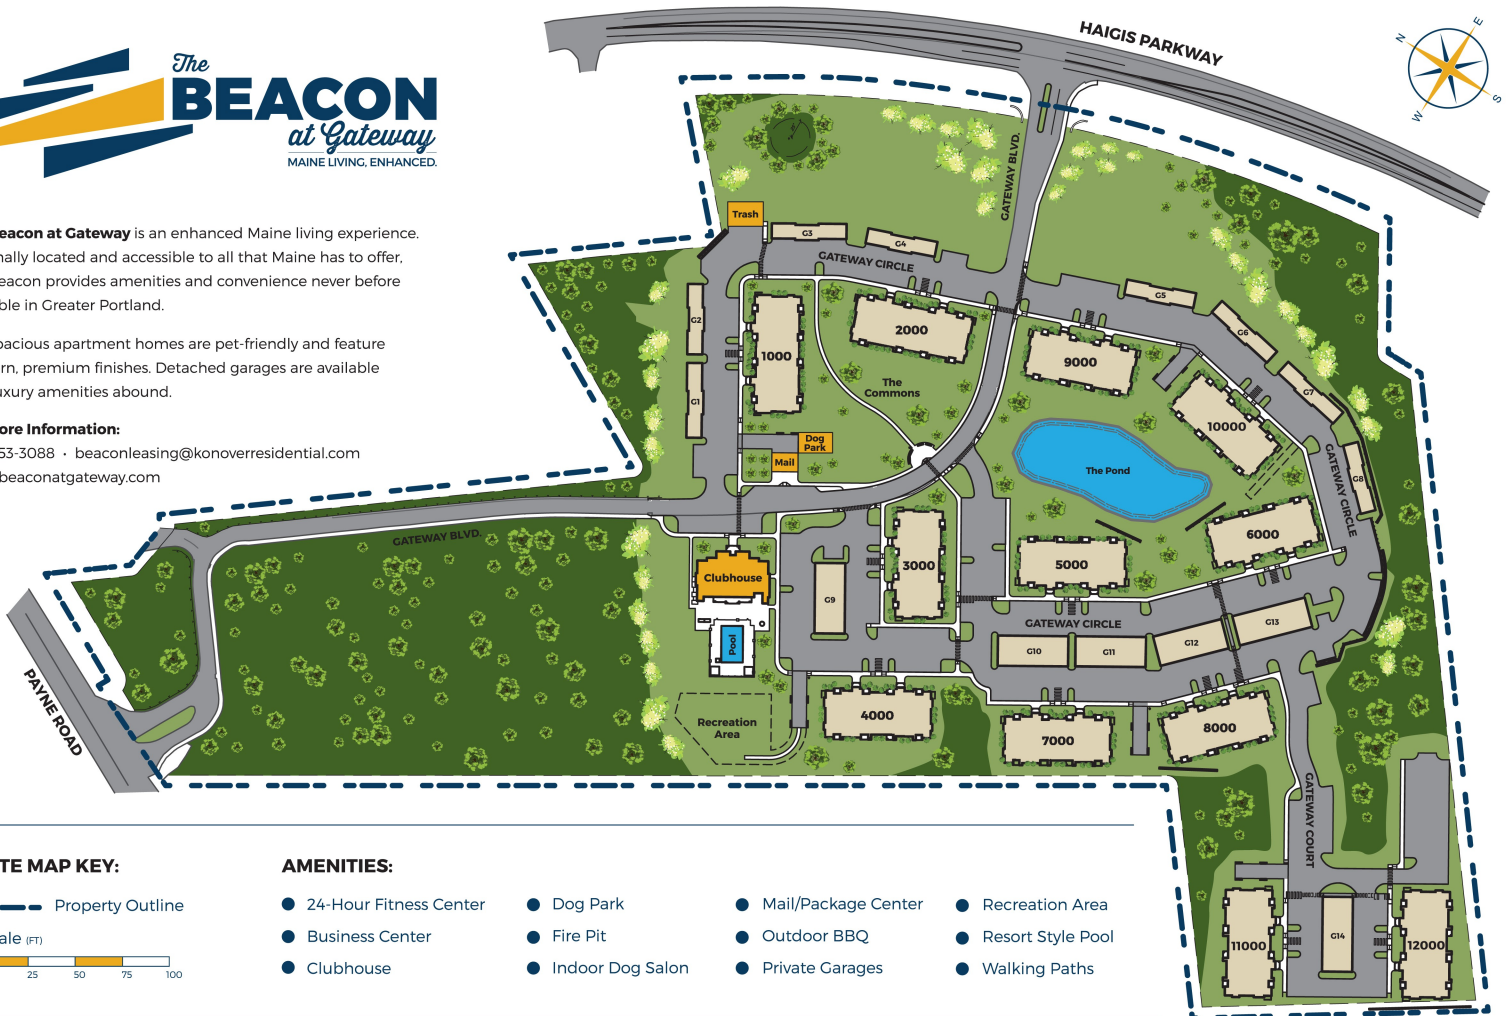 The
BEACON
at Gateway
MAINE LIVING, ENHANCED.
eacon at Gateway is an enhanced Maine living experience.
nally located and accessible to all that Maine has to offer,
eacon provides amenities and convenience never before
ble in Greater Portland.
pacious apartment homes are pet-friendly and feature
rn, premium finishes. Detached garages are available
uxury amenities abound.
ore Information:
53-3088 • beaconleasing@konoverresidential.com
beaconatgateway.com
HAIGIS PARKWAY
N
E
S
W
GATEWAY BLVD.
Trash
G3
G4
GATEWAY CIRCLE
G5
G6
G7
G8
G2
G1
1000
2000
9000
10000
The
Commons
Dog
Park
Mail
The Pond
GATEWAY CIRCLE
GATEWAY BLVD.
Clubhouse
Pool
G9
3000
5000
6000
GATEWAY CIRCLE
G10
G11
G12
G13
PAYNE ROAD
Recreation
Area
4000
7000
8000
GATEWAY COURT
11000
G14
12000
TE MAP KEY:
Property Outline
ale (FT)
25 50 75 100
AMENITIES:
24-Hour Fitness Center
Business Center
Clubhouse
Dog Park
Fire Pit
Indoor Dog Salon
Mail/Package Center
Outdoor BBQ
Private Garages
Recreation Area
Resort Style Pool
Walking Paths